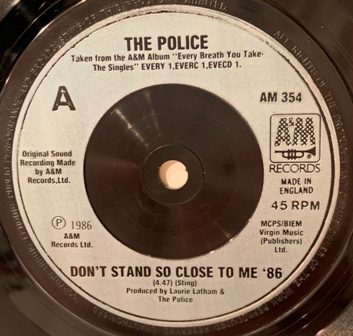 THE POLICE
Taken from the A&M Album "Every Breath You Take-
The Singles" EVERY 1,EVERC 1,EVECD 1.
A
AM 354
A&M
RECORDS
Original Sound
Recording Made
by A&M
Records,Ltd.
MADE IN
ENGLAND
45 RPM
Ⓟ 1986
A&M
Records Ltd.
MCPS/BIEM
Virgin Music
(Publishers)
Ltd.
DON'T STAND SO CLOSE TO ME '86
(4.47) (Sting)
Produced by Laurie Latham &
The Police